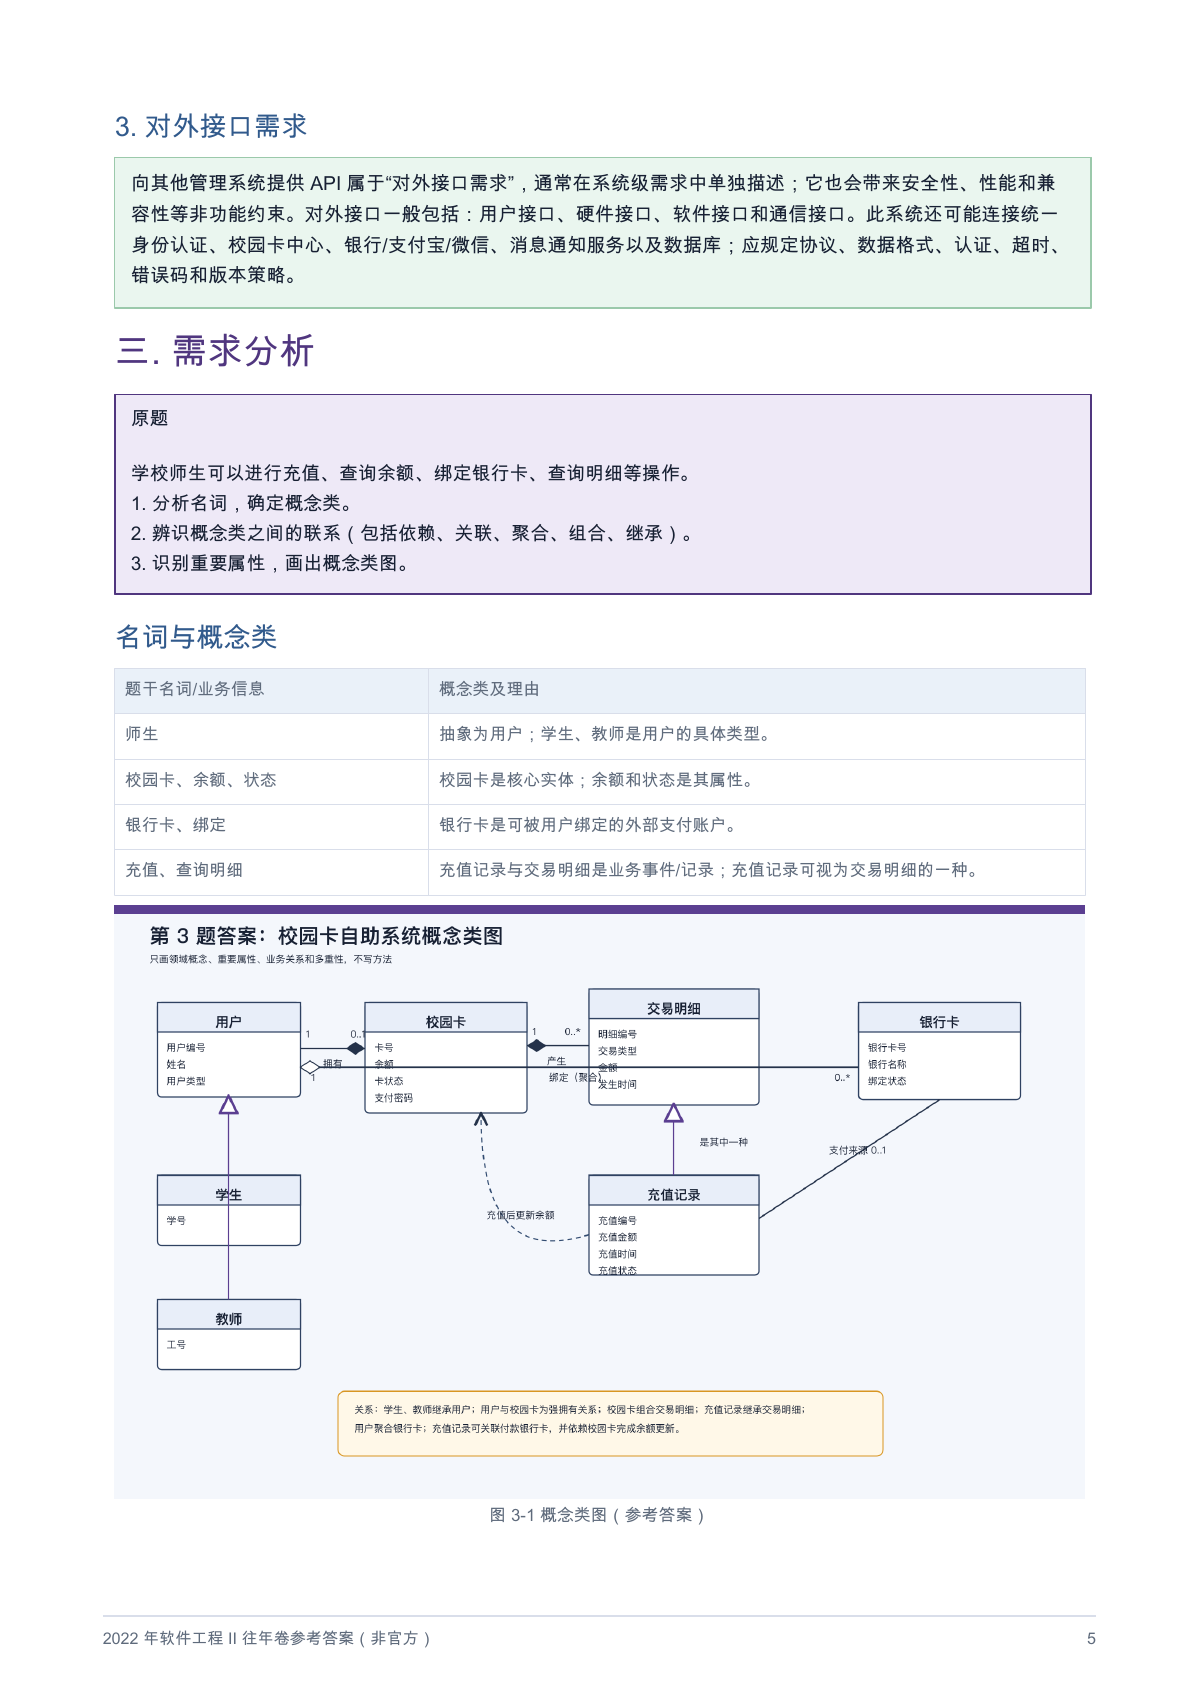 3. 对外接口需求
向其他管理系统提供 API 属于“对外接口需求”，通常在系统级需求中单独描述；它也会带来安全性、性能和兼
容性等非功能约束。对外接口一般包括：用户接口、硬件接口、软件接口和通信接口。此系统还可能连接统一
身份认证、校园卡中心、银行/支付宝/微信、消息通知服务以及数据库；应规定协议、数据格式、认证、超时、
错误码和版本策略。
三. 需求分析
原题
学校师生可以进行充值、查询余额、绑定银行卡、查询明细等操作。
1. 分析名词，确定概念类。
2. 辨识概念类之间的联系（包括依赖、关联、聚合、组合、继承）。
3. 识别重要属性，画出概念类图。
名词与概念类
题干名词/业务信息 概念类及理由
师生 抽象为用户；学生、教师是用户的具体类型。
校园卡、余额、状态 校园卡是核心实体；余额和状态是其属性。
银行卡、绑定 银行卡是可被用户绑定的外部支付账户。
充值、查询明细 充值记录与交易明细是业务事件/记录；充值记录可视为交易明细的一种。
第 3 题答案：校园卡自助系统概念类图
只画领域概念、重要属性、业务关系和多重性，不写方法
用户
用户编号
姓名
用户类型
1
0..1
拥有
1
校园卡
卡号
余额
卡状态
支付密码
1
0..*
产生
绑定（聚合）
交易明细
明细编号
交易类型
金额
发生时间
银行卡
银行卡号
银行名称
绑定状态
0..*
是其中一种
支付来源 0..1
学生
学号
充值后更新余额
充值记录
充值编号
充值金额
充值时间
充值状态
教师
工号
关系：学生、教师继承用户；用户与校园卡为强拥有关系；校园卡组合交易明细；充值记录继承交易明细；
用户聚合银行卡；充值记录可关联付款银行卡，并依赖校园卡完成余额更新。
图 3-1 概念类图（参考答案）
2022 年软件工程 II 往年卷参考答案（非官方） 5